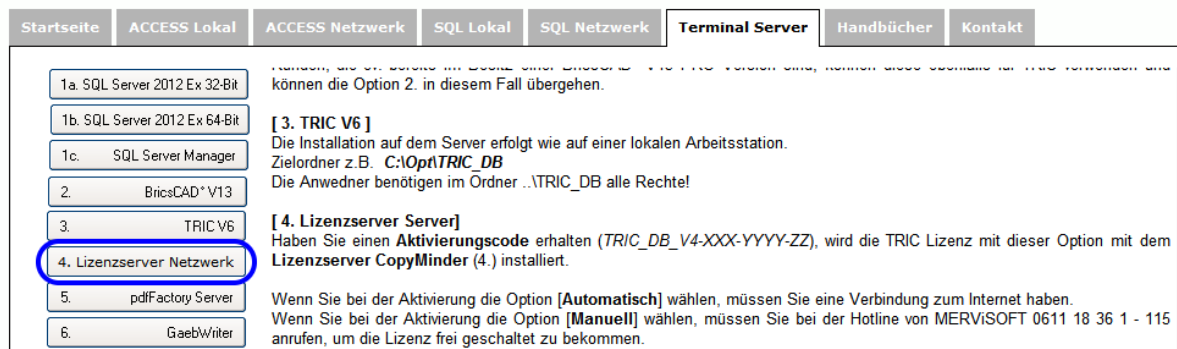 Startseite ACCESS Lokal ACCESS Netzwerk SQL Lokal SQL Netzwerk Terminal Server Handbücher Kontakt
1a. SQL Server 2012 Ex 32-Bit
1b. SQL Server 2012 Ex 64-Bit
1c. SQL Server Manager
2. BricsCAD* V13
3. TRIC V6
4. Lizenzserver Netzwerk
5. pdfFactory Server
6. GaebWriter
können die Option 2. in diesem Fall übergehen.
[ 3. TRIC V6 ]
Die Installation auf dem Server erfolgt wie auf einer lokalen Arbeitsstation.
Zielordner z.B. C:\Opt\TRIC_DB
Die Anwedner benötigen im Ordner ..\TRIC_DB alle Rechte!
[ 4. Lizenzserver Server]
Haben Sie einen Aktivierungscode erhalten (TRIC_DB_V4-XXX-YYYY-ZZ), wird die TRIC Lizenz mit dieser Option mit dem
Lizenzserver CopyMinder (4.) installiert.
Wenn Sie bei der Aktivierung die Option [Automatisch] wählen, müssen Sie eine Verbindung zum Internet haben.
Wenn Sie bei der Aktivierung die Option [Manuell] wählen, müssen Sie bei der Hotline von MERViSOFT 0611 18 36 1 - 115
anrufen, um die Lizenz frei geschaltet zu bekommen.